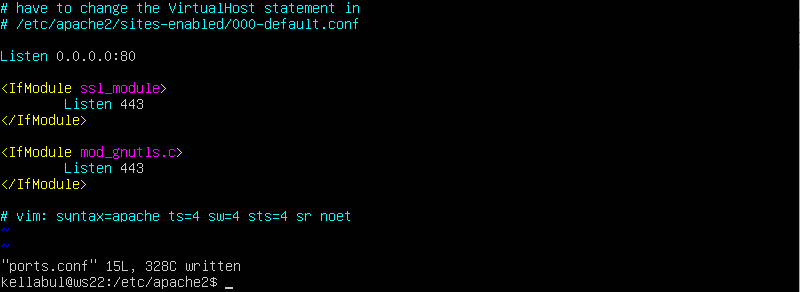 # have to change the VirtualHost statement in
# /etc/apache2/sites-enabled/000-default.conf
Listen 0.0.0.0:80
<IfModule ssl_module>
Listen 443
</IfModule>
<IfModule mod_gnutls.c>
Listen 443
</IfModule>
# vim: syntax=apache ts=4 sw=4 sts=4 sr noet
~
~
"ports.conf" 15L, 328C written
kellabul@ws22:/etc/apache2$ _